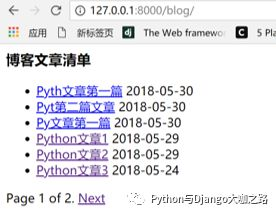 127.0.0.1:8000/blog/
应用 新标签页 dj The Web framewor C 5 Pla
博客文章清单
Pyth文章第一篇 2018-05-30
Pyt第二篇文章 2018-05-30
Py文章第一篇 2018-05-30
Python文章1 2018-05-29
Python文章2 2018-05-29
Python文章3 2018-05-24
Page 1 of 2. Next
Python与Django大咖之路